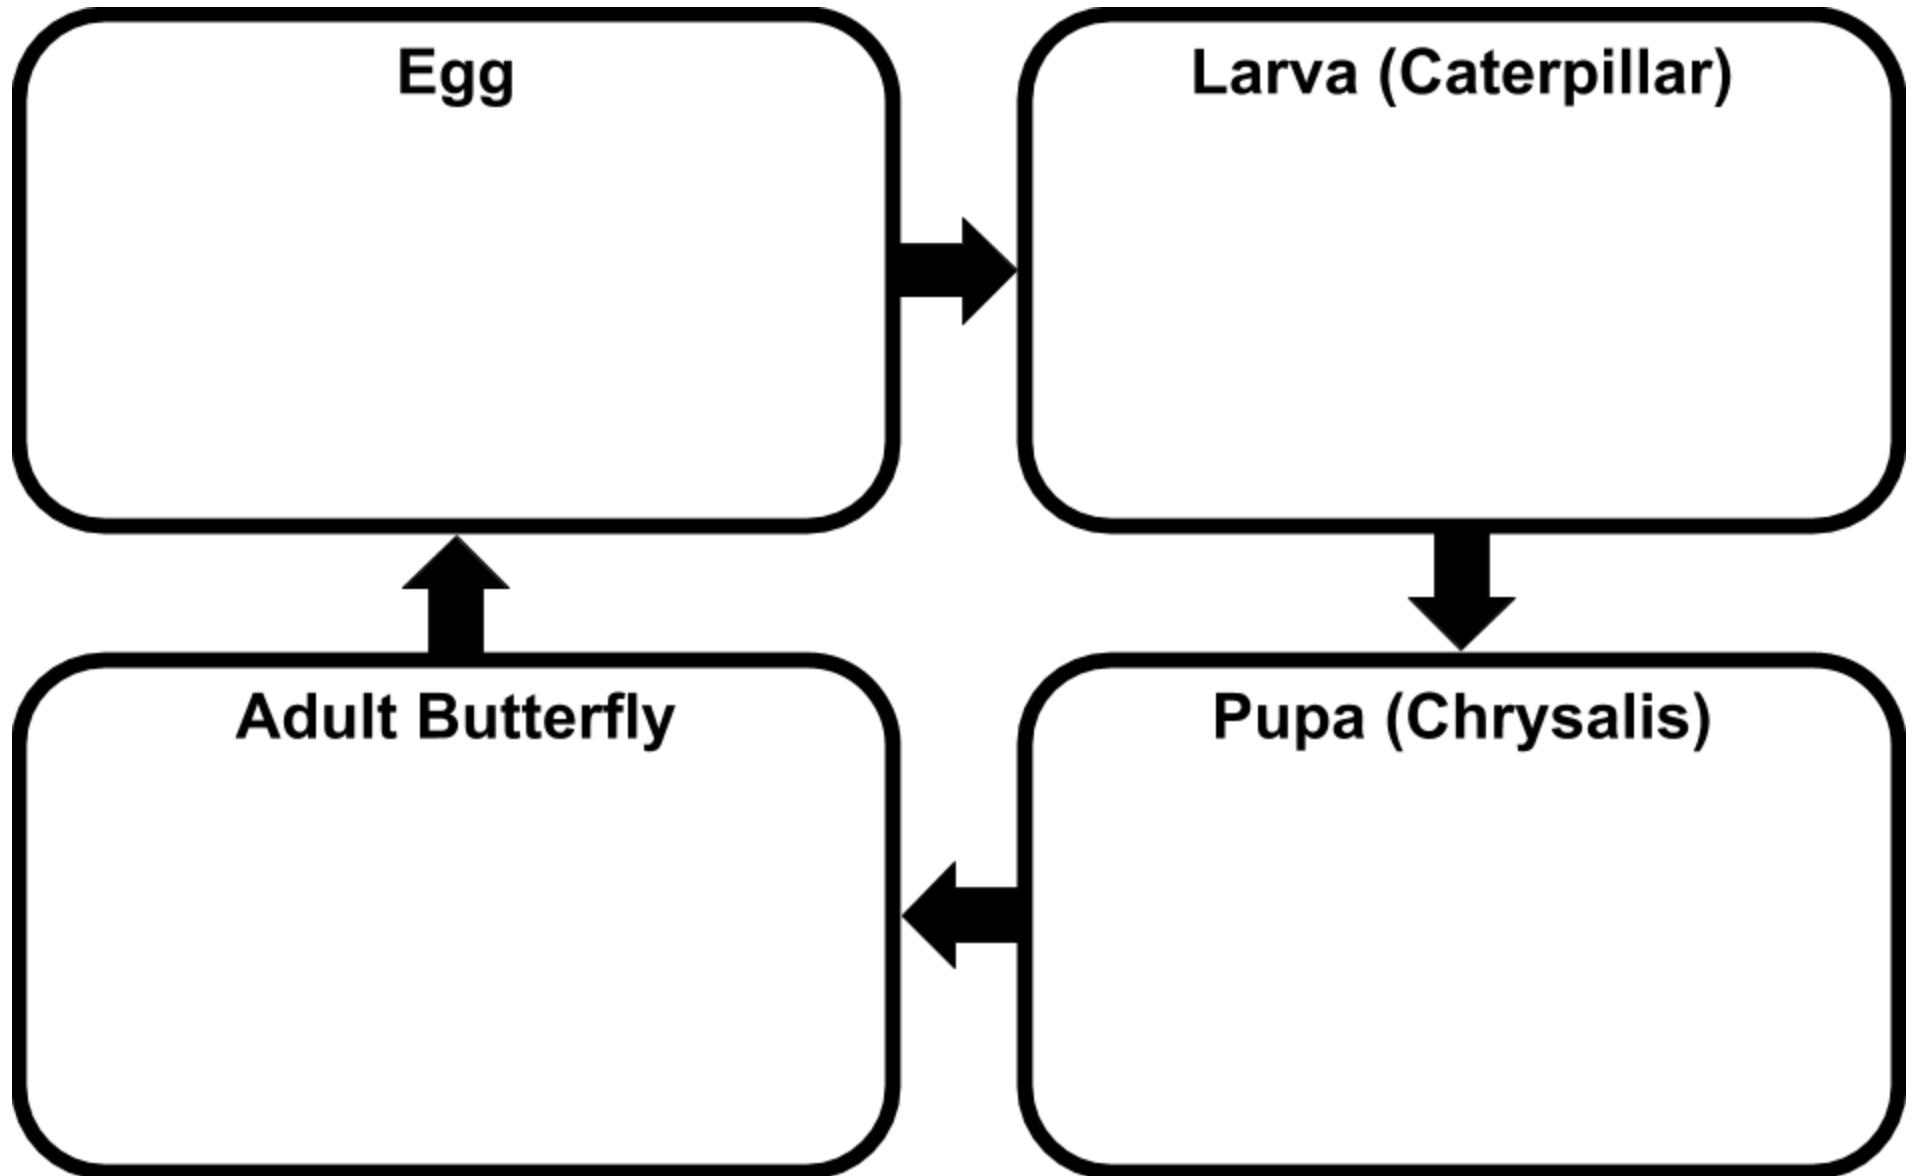 Egg
Larva (Caterpillar)
Adult Butterfly
Pupa (Chrysalis)